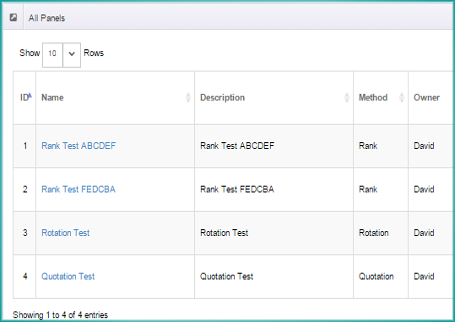 All Panels
Show 10 Rows
ID Name Description Method Owner
1 Rank Test ABCDEF Rank Test ABCDEF Rank David
2 Rank Test FEDCBA Rank Test FEDCBA Rank David
3 Rotation Test Rotation Test Rotation David
4 Quotation Test Quotation Test Quotation David
Showing 1 to 4 of 4 entries